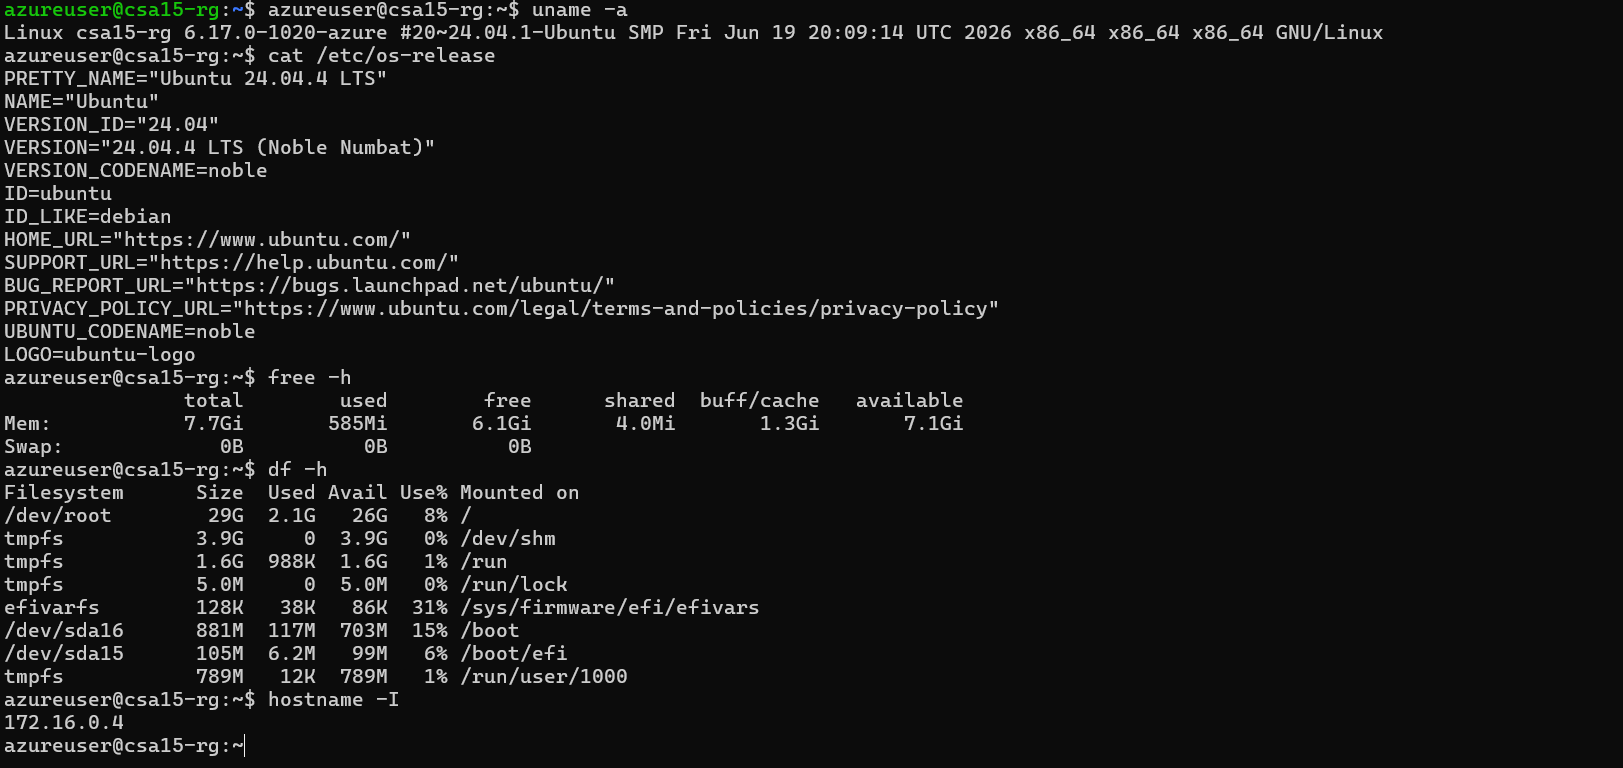 azureuser@csa15-rg:~$ azureuser@csa15-rg:~$ uname -a
Linux csa15-rg 6.17.0-1020-azure #20~24.04.1-Ubuntu SMP Fri Jun 19 20:09:14 UTC 2026 x86_64 x86_64 x86_64 GNU/Linux
azureuser@csa15-rg:~$ cat /etc/os-release
PRETTY_NAME="Ubuntu 24.04.4 LTS"
NAME="Ubuntu"
VERSION_ID="24.04"
VERSION="24.04.4 LTS (Noble Numbat)"
VERSION_CODENAME=noble
ID=ubuntu
ID_LIKE=debian
HOME_URL="https://www.ubuntu.com/"
SUPPORT_URL="https://help.ubuntu.com/"
BUG_REPORT_URL="https://bugs.launchpad.net/ubuntu/"
PRIVACY_POLICY_URL="https://www.ubuntu.com/legal/terms-and-policies/privacy-policy"
UBUNTU_CODENAME=noble
LOGO=ubuntu-logo
azureuser@csa15-rg:~$ free -h
               total        used        free      shared  buff/cache   available
Mem:           7.7Gi       585Mi       6.1Gi       4.0Mi       1.3Gi       7.1Gi
Swap:             0B          0B          0B
azureuser@csa15-rg:~$ df -h
Filesystem      Size  Used Avail Use% Mounted on
/dev/root        29G  2.1G   26G   8% /
tmpfs           3.9G     0  3.9G   0% /dev/shm
tmpfs           1.6G  988K  1.6G   1% /run
tmpfs           5.0M     0  5.0M   0% /run/lock
efivarfs        128K   38K   86K  31% /sys/firmware/efi/efivars
/dev/sda16      881M  117M  703M  15% /boot
/dev/sda15      105M  6.2M   99M   6% /boot/efi
tmpfs           789M   12K  789M   1% /run/user/1000
azureuser@csa15-rg:~$ hostname -I
172.16.0.4
azureuser@csa15-rg:~